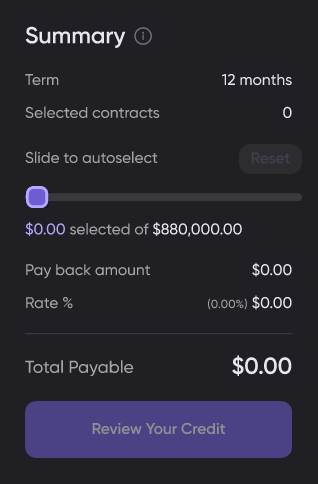 Summary
Term 12 months
Selected contracts 0
Slide to autoselect Reset
$0.00 selected of $880,000.00
Pay back amount $0.00
Rate % (0.00%) $0.00
Total Payable $0.00
Review Your Credit